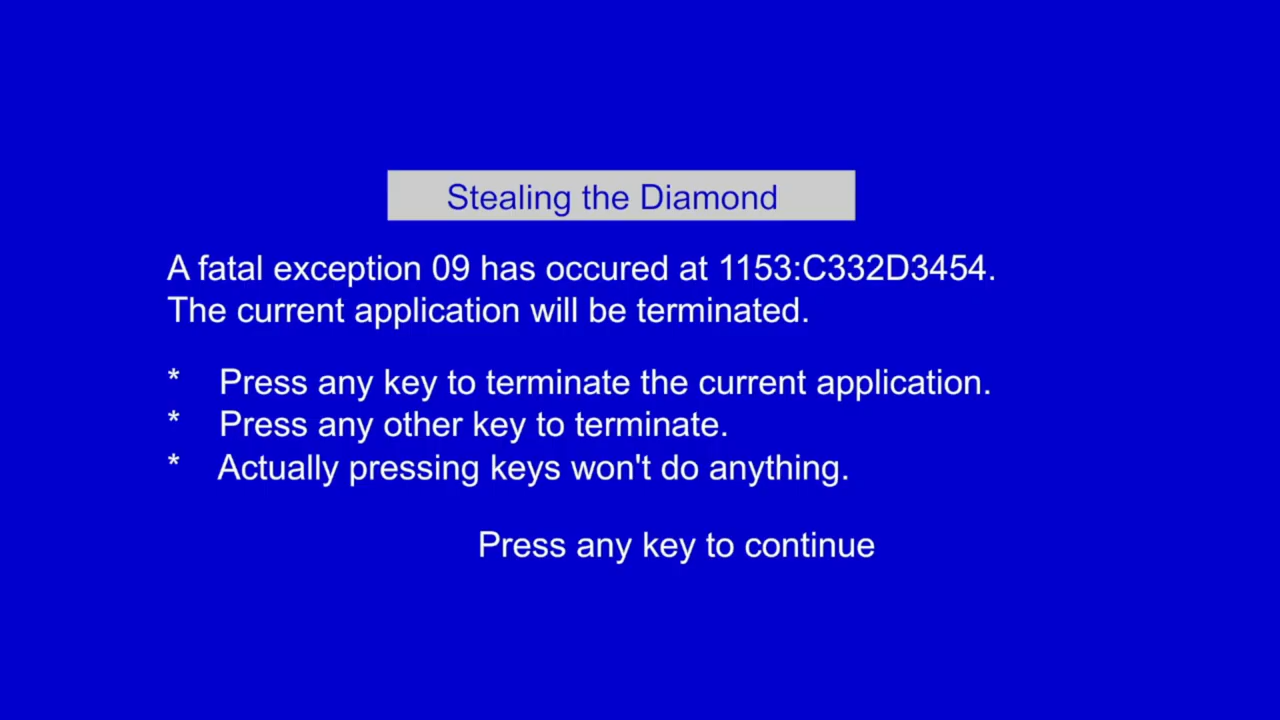 Stealing the Diamond
A fatal exception 09 has occured at 1153:C332D3454.
The current application will be terminated.
* Press any key to terminate the current application.
* Press any other key to terminate.
* Actually pressing keys won't do anything.
Press any key to continue